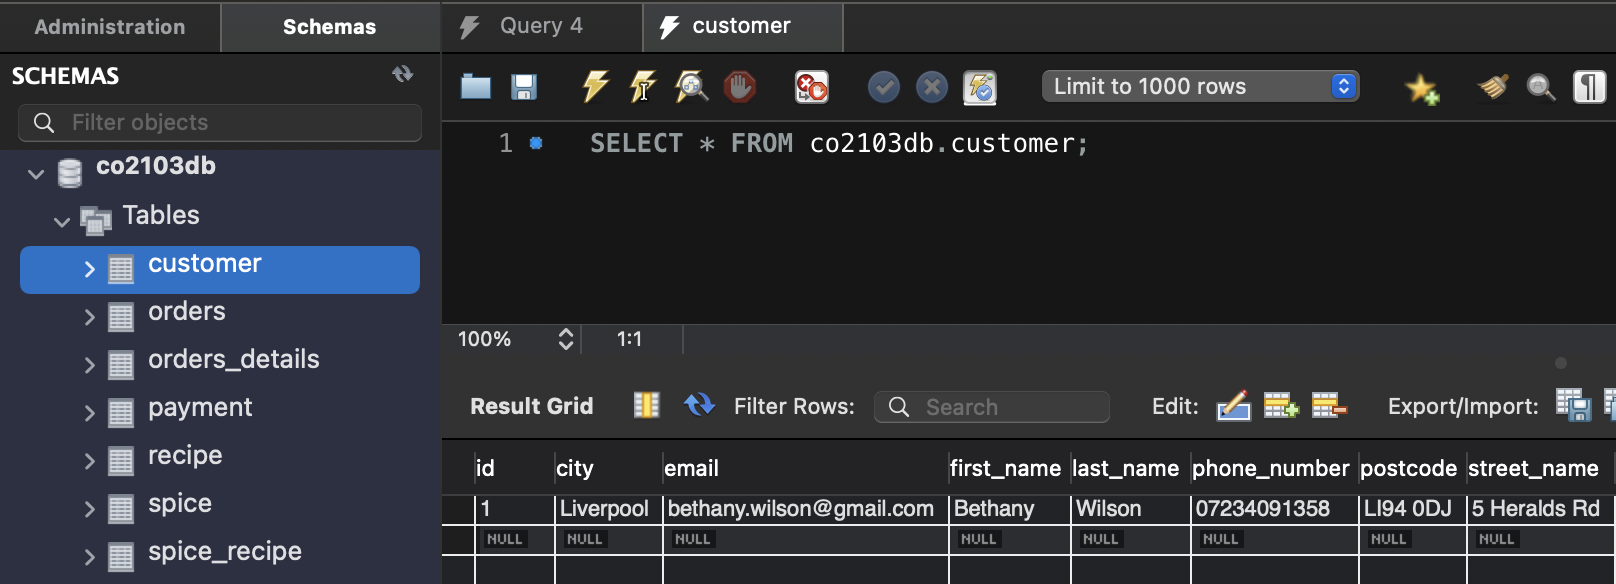 Administration
Schemas
SCHEMAS
Filter objects
co2103db
Tables
customer
orders
orders_details
payment
recipe
spice
spice_recipe
Query 4
customer
Limit to 1000 rows
1 SELECT * FROM co2103db.customer;
100% 1:1
Result Grid Filter Rows: Search Edit: Export/Import:
id city email first_name last_name phone_number postcode street_name
1 Liverpool bethany.wilson@gmail.com Bethany Wilson 07234091358 LI94 0DJ 5 Heralds Rd
NULL NULL NULL NULL NULL NULL NULL NULL